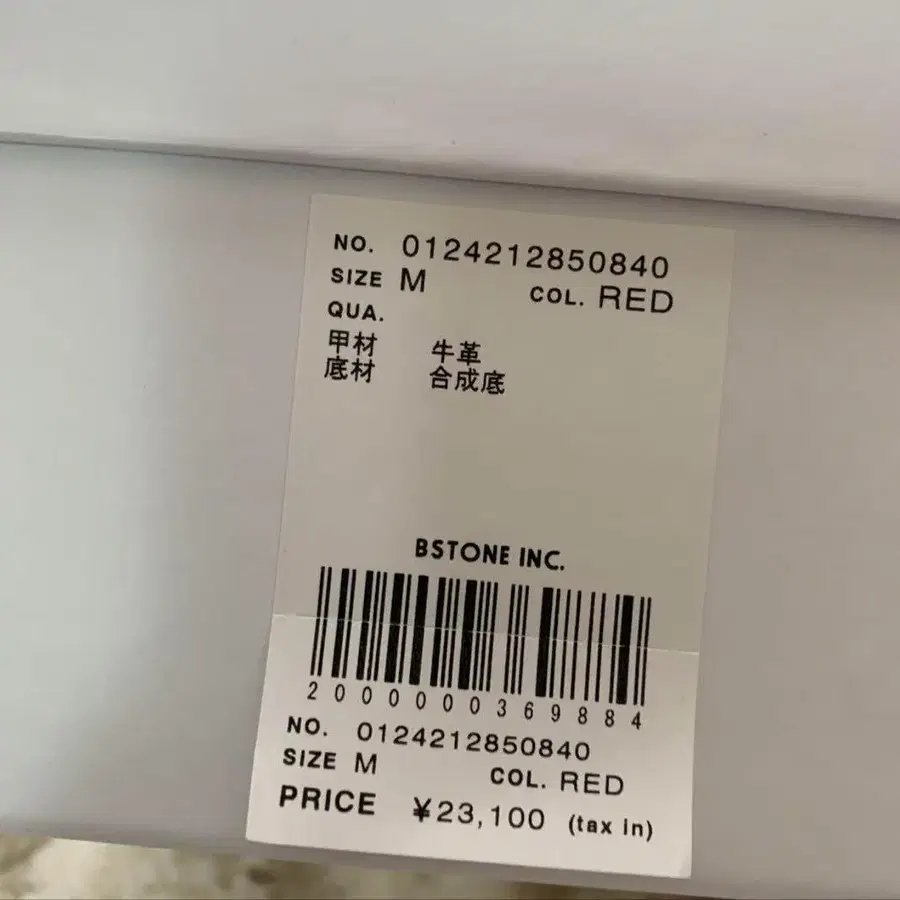 NO. 0124212850840
SIZE M COL. RED
QUA.
甲材 牛革
底材 合成底
BSTONE INC.
2000000369884
NO. 0124212850840
SIZE M COL. RED
PRICE ¥23,100 (tax in)